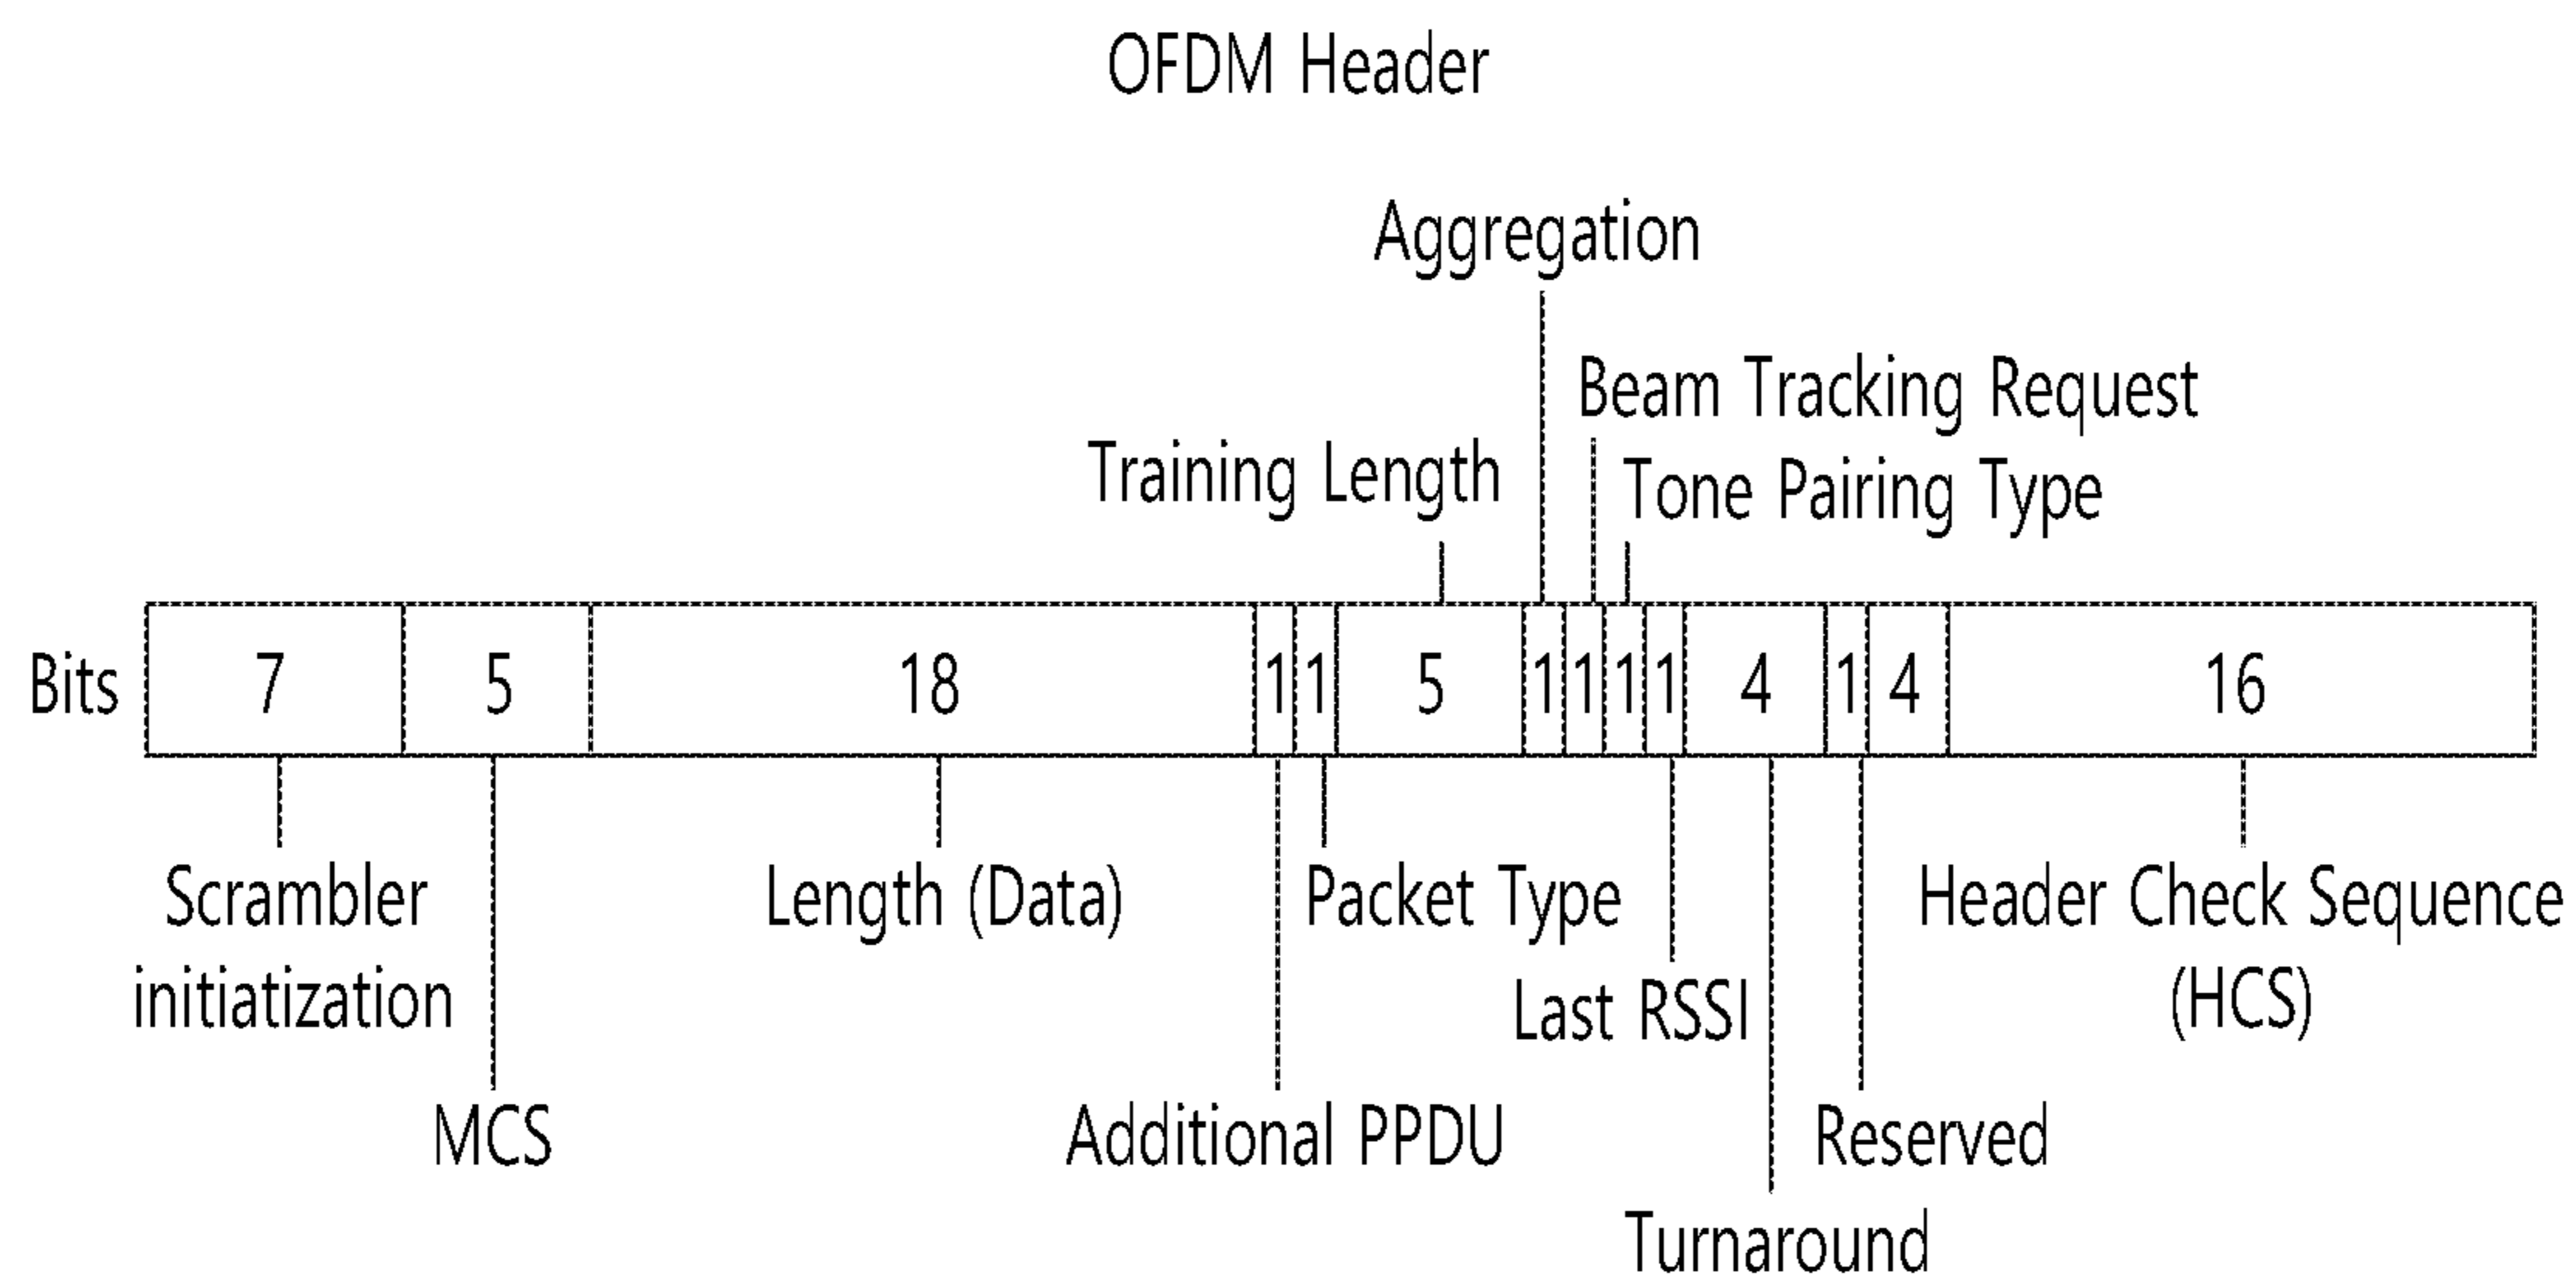 OFDM Header
Aggregation
Beam Tracking Request
Training Length
Tone Pairing Type
Bits 7 5 18 1 1 5 1 1 1 1 4 1 4 16
Scrambler
initiatization
Length (Data)
Packet Type
Header Check Sequence
(HCS)
Last RSSI
MCS
Additional PPDU
Reserved
Turnaround